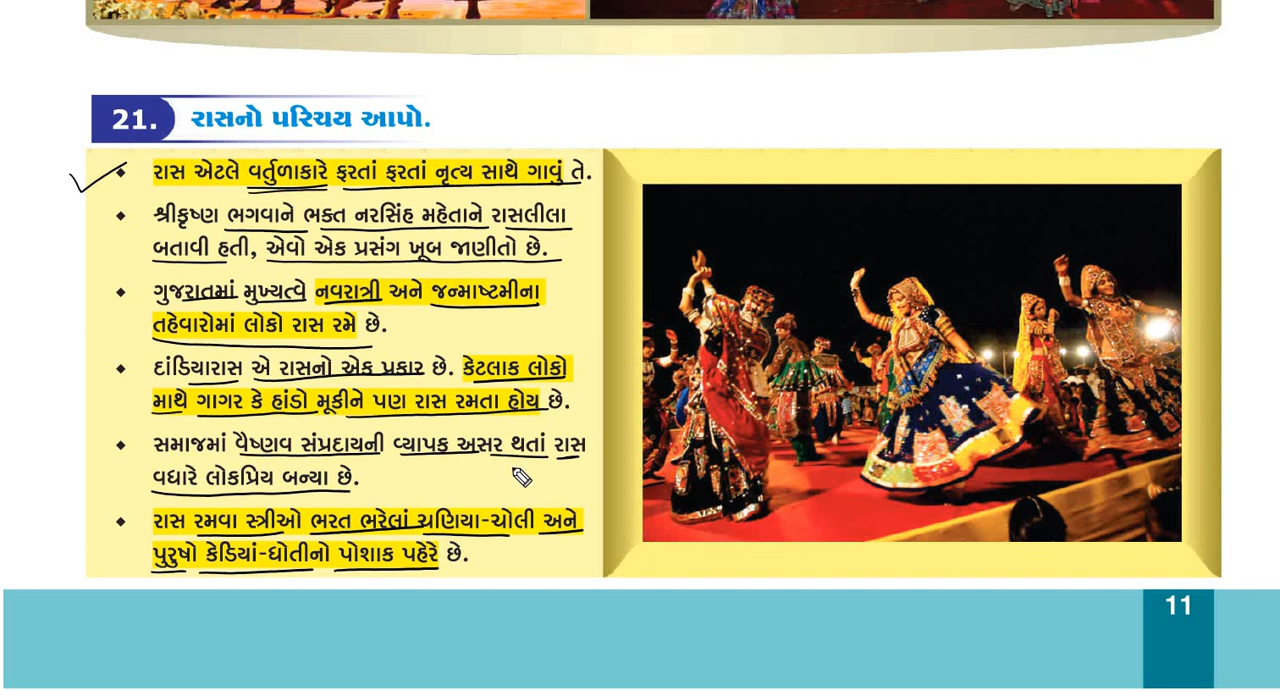 21. રાસનો પરિચય આપો.
◆ રાસ એટલે વર્તુળાકારે ફરતાં ફરતાં નૃત્ય સાથે ગાવું તે.
◆ શ્રીકૃષ્ણ ભગવાને ભક્ત નરસિંહ મહેતાને રાસલીલા
બતાવી હતી, એવો એક પ્રસંગ ખૂબ જાણીતો છે.
◆ ગુજરાતમાં મુખ્યત્વે નવરાત્રી અને જન્માષ્ટમીના
તહેવારોમાં લોકો રાસ રમે છે.
◆ દાંડિયારાસ એ રાસનો એક પ્રકાર છે. કેટલાક લોકો
માથે ગાગર કે હાંડો મૂકીને પણ રાસ રમતા હોય છે.
◆ સમાજમાં વૈષ્ણવ સંપ્રદાયની વ્યાપક અસર થતાં રાસ
વધારે લોકપ્રિય બન્યા છે.
◆ રાસ રમવા સ્ત્રીઓ ભરત ભરેલાં ચણિયા-ચોલી અને
પુરુષો કેડિયાં-ધોતીનો પોશાક પહેરે છે.
11